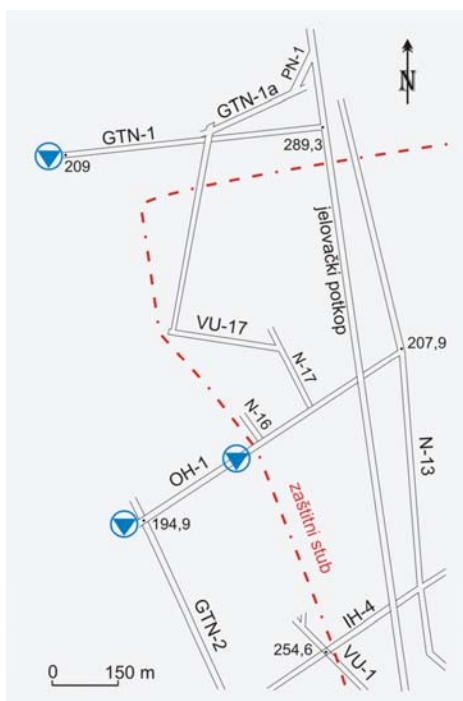 PN-1
N
GTN-1a
GTN-1
209
289,3
jelovački potkop
VU-17
207,9
N-17
N-16
N-13
OH-1
zaštitni stub
194,9
GTN-2
IH-4
254,6
VU-1
0 150 m